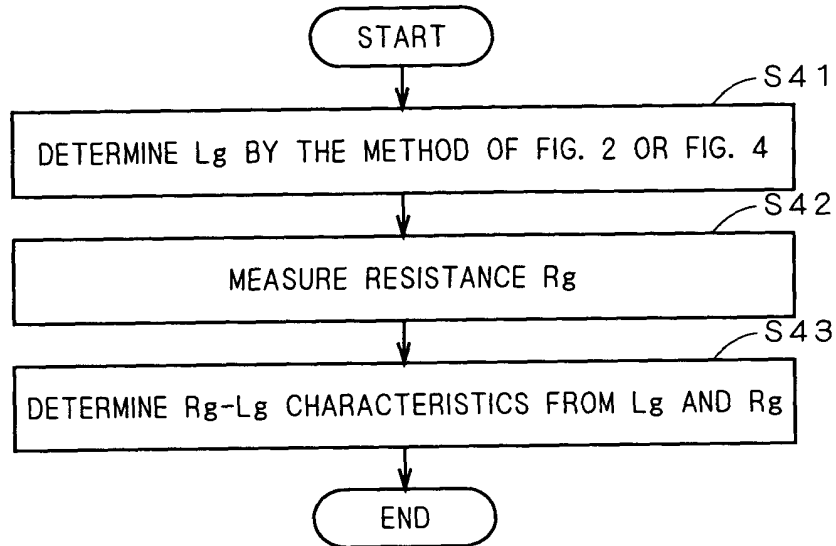 START
S41
DETERMINE Lg BY THE METHOD OF FIG. 2 OR FIG. 4
S42
MEASURE RESISTANCE Rg
S43
DETERMINE Rg-Lg CHARACTERISTICS FROM Lg AND Rg
END